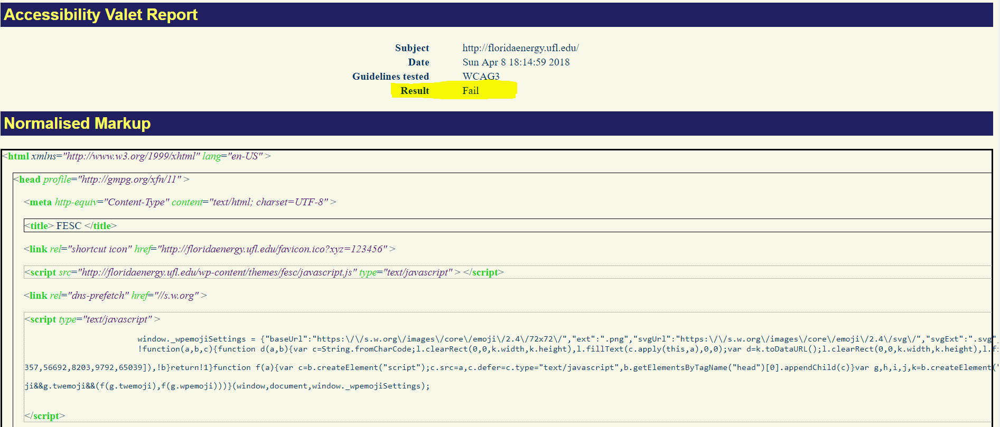 Accessibility Valet Report
Subject http://floridaenergy.ufl.edu/
Date Sun Apr 8 18:14:59 2018
Guidelines tested WCAG3
Result Fail
Normalised Markup
<html xmlns="http://www.w3.org/1999/xhtml" lang="en-US" >
<head profile="http://gmpg.org/xfn/11" >
<meta http-equiv="Content-Type" content="text/html; charset=UTF-8" >
<title> FESC </title>
<link rel="shortcut icon" href="http://floridaenergy.ufl.edu/favicon.ico?xyz=123456" >
<script src="http://floridaenergy.ufl.edu/wp-content/themes/fesc/javascript.js" type="text/javascript" > </script>
<link rel="dns-prefetch" href="//s.w.org" >
<script type="text/javascript" >
window._wpemojiSettings = {"baseUrl":"https:\/\/s.w.org\/images\/core\/emoji\/2.4\/72x72\/","ext":".png","svgUrl":"https:\/\/s.w.org\/images\/core\/emoji\/2.4\/svg\/","svgExt":".svg"
!function(a,b,c){function d(a,b){var c=String.fromCharCode;l.clearRect(0,0,k.width,k.height),l.fillText(c.apply(this,a),0,0);var d=k.toDataURL();l.clearRect(0,0,k.width,k.height),l.fi
357,56692,8203,9792,65039]),!b}return!1}function f(a){var c=b.createElement("script");c.src=a,c.defer=c.type="text/javascript",b.getElementsByTagName("head")[0].appendChild(c)}var g,h,i,j,k=b.createElement("
ji&&g.twemoji&&(f(g.twemoji),f(g.wpemoji)))}(window,document,window._wpemojiSettings);
</script>